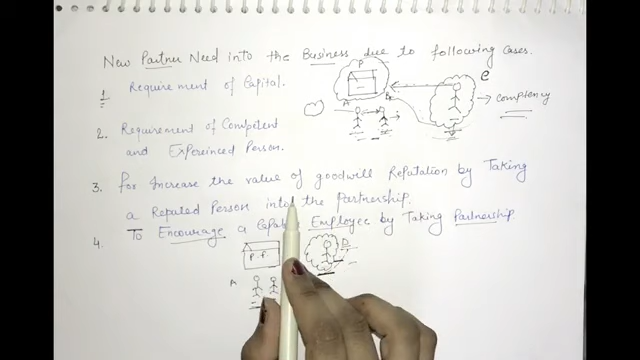 New Partner Need into the Business due to following Cases.
1 Requirement of Capital.
P
A
B
C
→ Comptency
2. Requirement of Competent
and Expereinced Person.
3. For Increase the value of goodwill Reputation by Taking
a Reputed Person into the Partnership.
4. To Encourage a Capable Employee by Taking Partnership
P.f.
D
A